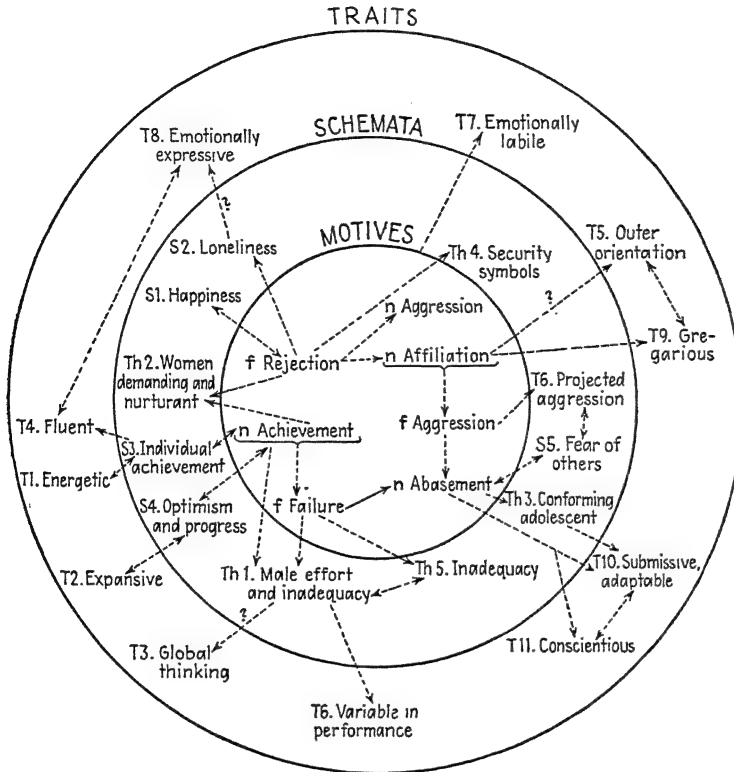 TRAITS
SCHEMATA
MOTIVES
T8. Emotionally
expressive
T7. Emotionally
labile
?
S2. Loneliness
Th 4. Security
symbols
T5. Outer
orientation
S1. Happiness
n Aggression
?
f Rejection
n Affiliation
T9. Gre-
garious
Th 2. Women
demanding and
nurturant
T6. Projected
aggression
T4. Fluent
n Achievement
f Aggression
S3. Individual
achievement
S5. Fear of
others
T1. Energetic
n Abasement
S4. Optimism
and progress
f Failure
Th 3. Conforming
adolescent
T2. Expansive
Th 1. Male effort
and inadequacy
Th 5. Inadequacy
T10. Submissive,
adaptable
?
T3. Global
thinking
T11. Conscientious
T6. Variable in
performance